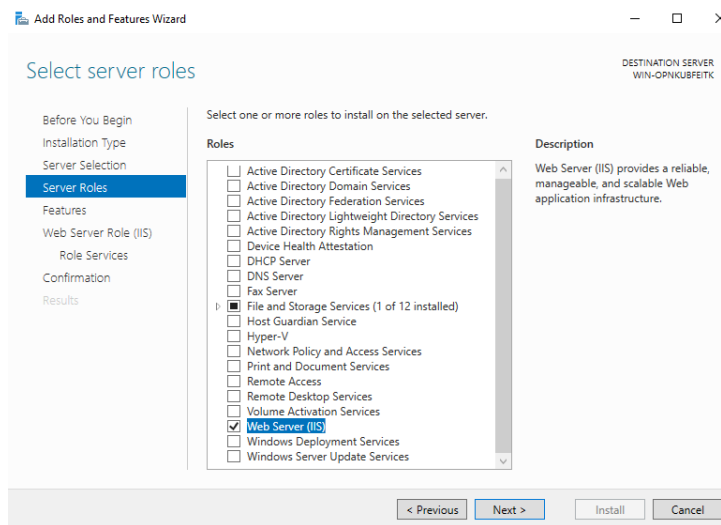 Add Roles and Features Wizard
Select server roles
DESTINATION SERVER
WIN-OPNKUBFEITK
Before You Begin
Installation Type
Server Selection
Server Roles
Features
Web Server Role (IIS)
Role Services
Confirmation
Results
Select one or more roles to install on the selected server.
Roles
Active Directory Certificate Services
Active Directory Domain Services
Active Directory Federation Services
Active Directory Lightweight Directory Services
Active Directory Rights Management Services
Device Health Attestation
DHCP Server
DNS Server
Fax Server
File and Storage Services (1 of 12 installed)
Host Guardian Service
Hyper-V
Network Policy and Access Services
Print and Document Services
Remote Access
Remote Desktop Services
Volume Activation Services
Web Server (IIS)
Windows Deployment Services
Windows Server Update Services
Description
Web Server (IIS) provides a reliable,
manageable, and scalable Web
application infrastructure.
< Previous
Next >
Install
Cancel